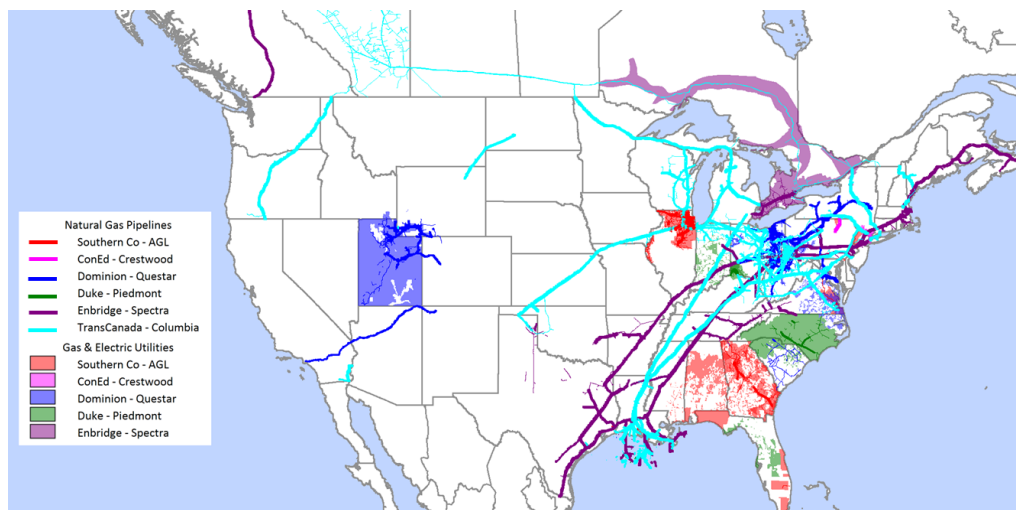 Natural Gas Pipelines
Southern Co - AGL
ConEd - Crestwood
Dominion - Questar
Duke - Piedmont
Enbridge - Spectra
TransCanada - Columbia
Gas & Electric Utilities
Southern Co - AGL
ConEd - Crestwood
Dominion - Questar
Duke - Piedmont
Enbridge - Spectra